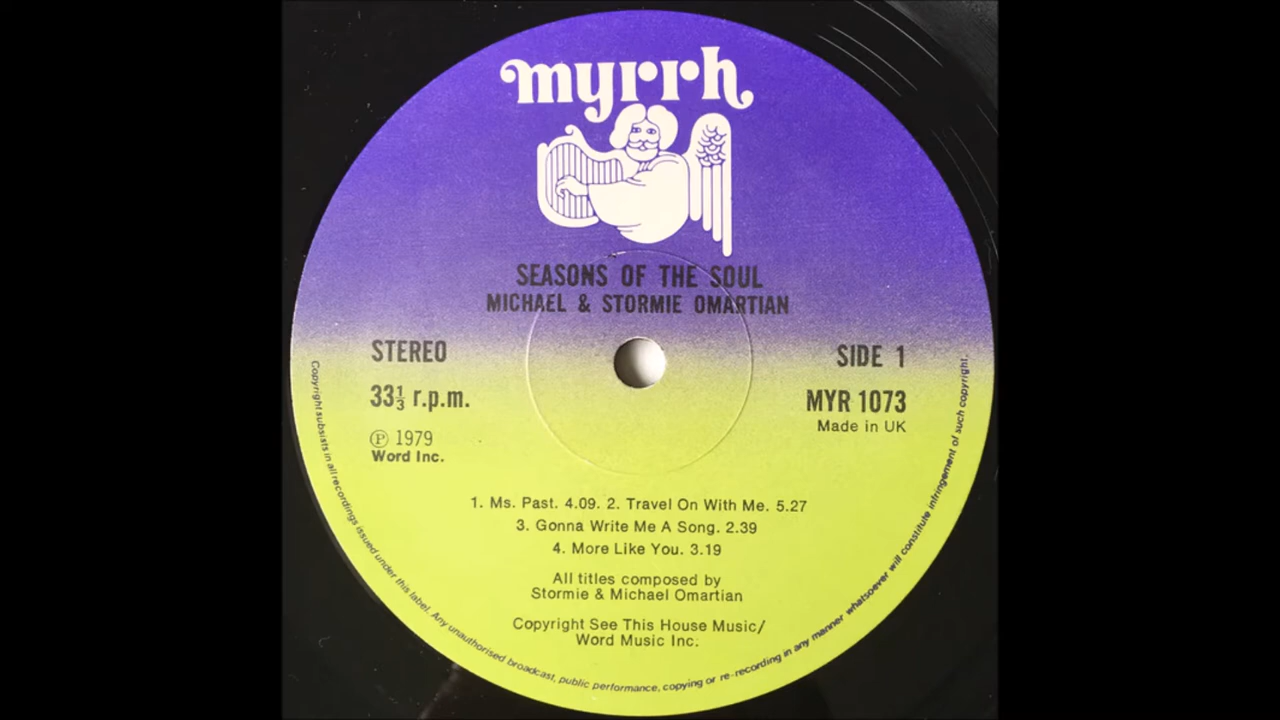 myrrh
SEASONS OF THE SOUL
MICHAEL & STORMIE OMARTIAN
STEREO
SIDE 1
33⅓ r.p.m.
MYR 1073
Made in UK
Ⓟ 1979
Word Inc.
1. Ms. Past. 4.09. 2. Travel On With Me. 5.27
3. Gonna Write Me A Song. 2.39
4. More Like You. 3.19
All titles composed by
Stormie & Michael Omartian
Copyright See This House Music/
Word Music Inc.
Copyright subsists in all recordings issued under this label. Any unauthorised broadcast, public performance, copying or re-recording in any manner whatsoever will constitute infringement of such copyright.